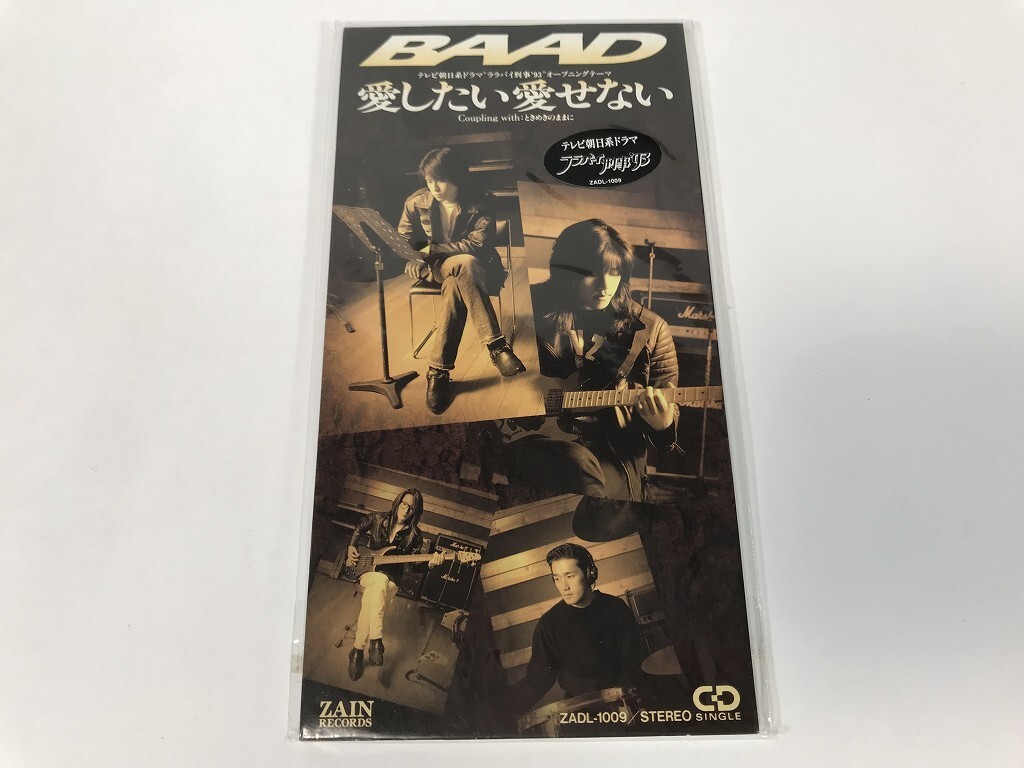 BAAD
テレビ朝日系ドラマ"ララバイ刑事'93"オープニングテーマ
愛したい愛せない
Coupling with:ときめきのままに
テレビ朝日系ドラマ
ララバイ刑事'93
ZADL-1009
Marshall
Marshall
Marshall
ZAIN
RECORDS
ZADL-1009/STEREO
CD
SINGLE